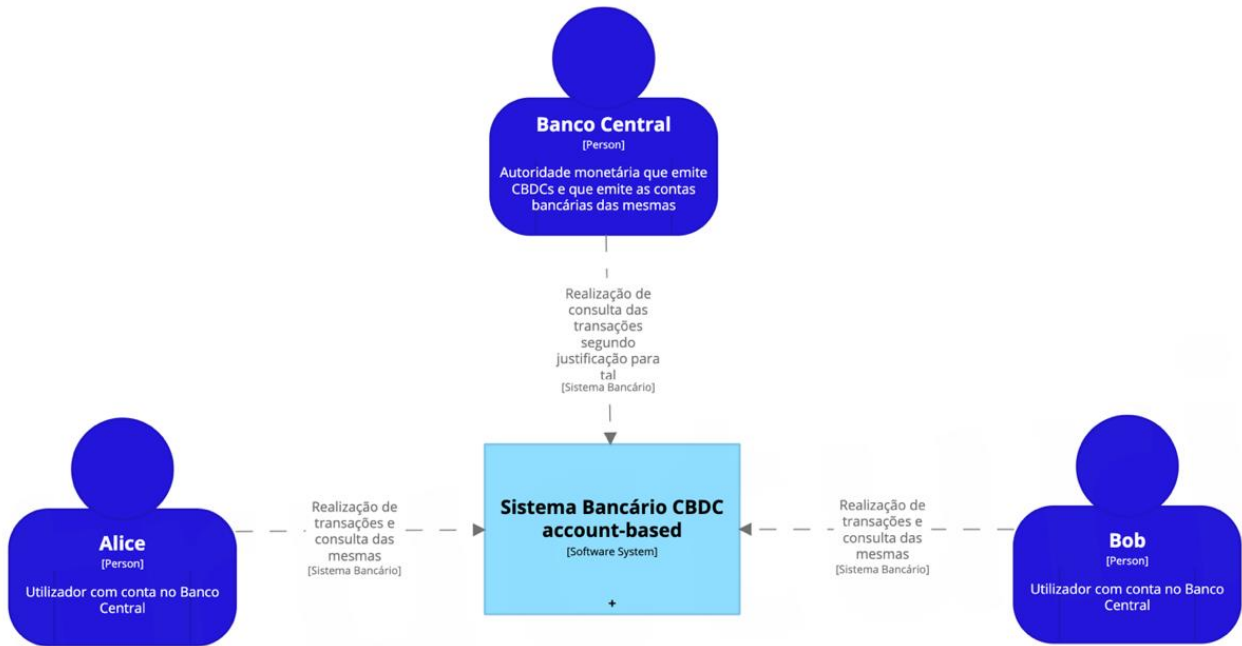 Banco Central
[Person]
Autoridade monetária que emite
CBDCs e que emite as contas
bancárias das mesmas
Realização de
consulta das
transações
segundo
justificação para
tal
[Sistema Bancário]
Alice
[Person]
Utilizador com conta no Banco
Central
Realização de
transações e
consulta das
mesmas
[Sistema Bancário]
Sistema Bancário CBDC
account-based
[Software System]
+
Realização de
transações e
consulta das
mesmas
[Sistema Bancário]
Bob
[Person]
Utilizador com conta no Banco
Central